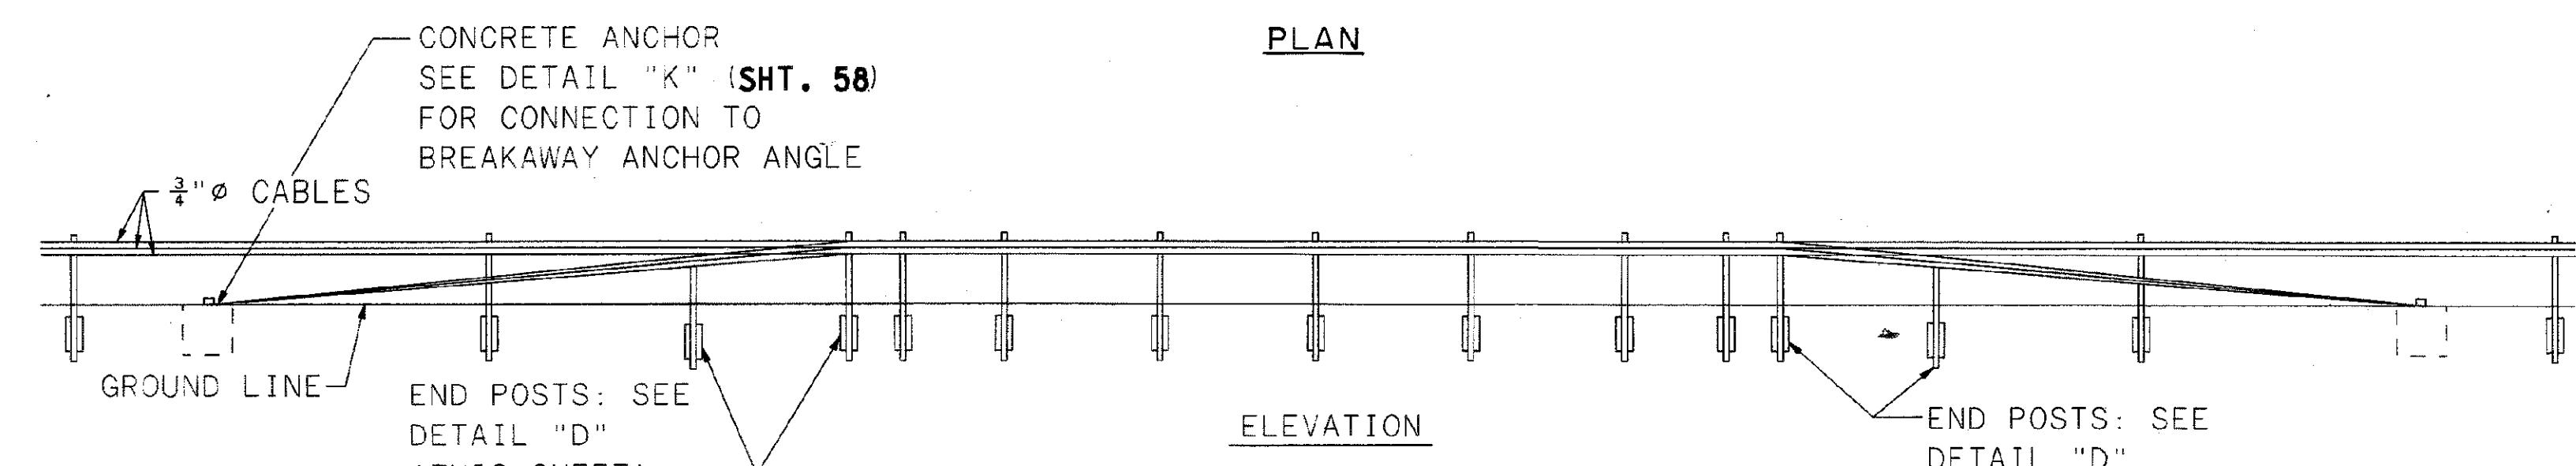 PLAN
CONCRETE ANCHOR
SEE DETAIL "K" (SHT. 58)
FOR CONNECTION TO
BREAKAWAY ANCHOR ANGLE
3/4"ø CABLES
GROUND LINE
END POSTS: SEE
DETAIL "D"
ELEVATION
END POSTS: SEE
DETAIL "D"